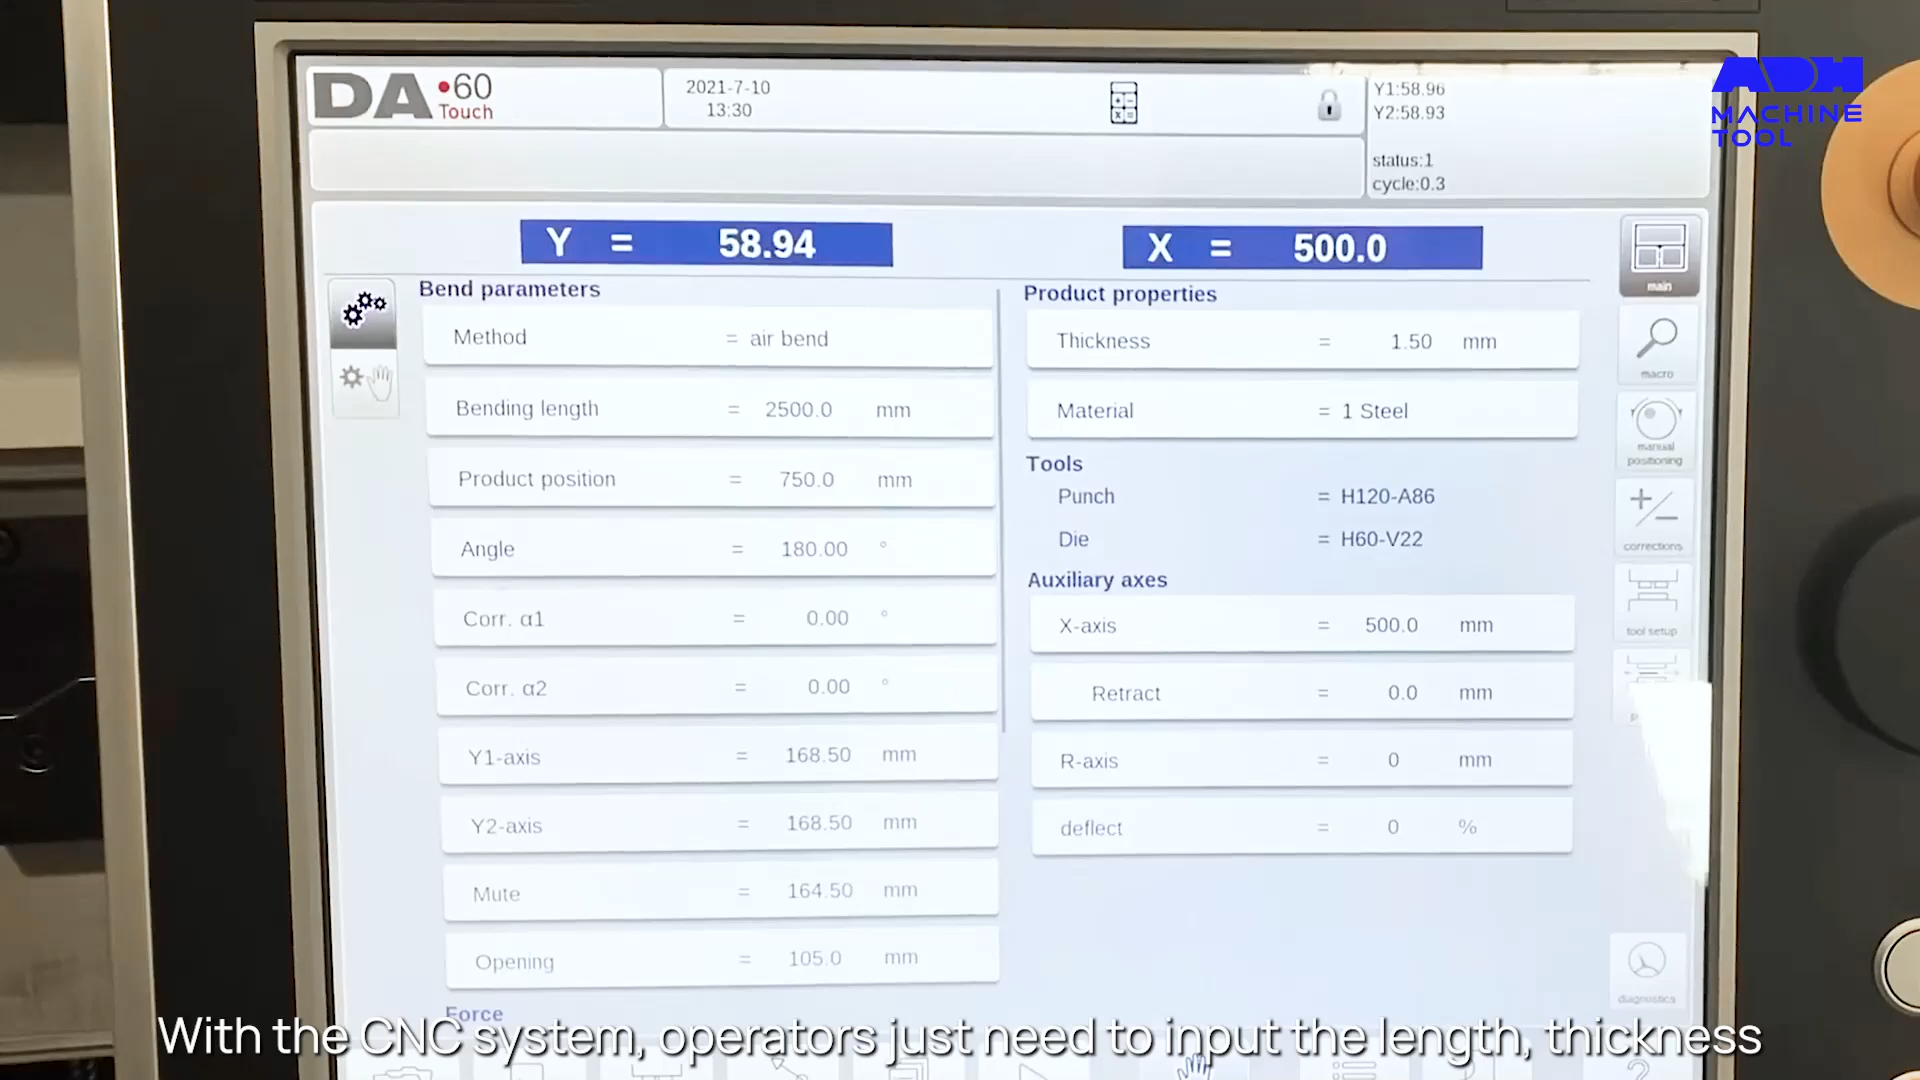 DA•60
Touch
2021-7-10
13:30
Y1:58.96
Y2:58.93
status:1
cycle:0.3
ADH
MACHINE
TOOL
Y = 58.94
X = 500.0
main
macro
manual
positioning
corrections
tool setup
diagnostics
Bend parameters
Method = air bend
Bending length = 2500.0 mm
Product position = 750.0 mm
Angle = 180.00 °
Corr. α1 = 0.00 °
Corr. α2 = 0.00 °
Y1-axis = 168.50 mm
Y2-axis = 168.50 mm
Mute = 164.50 mm
Opening = 105.0 mm
Force
Product properties
Thickness = 1.50 mm
Material = 1 Steel
Tools
Punch = H120-A86
Die = H60-V22
Auxiliary axes
X-axis = 500.0 mm
Retract = 0.0 mm
R-axis = 0 mm
deflect = 0 %
With the CNC system, operators just need to input the length, thickness